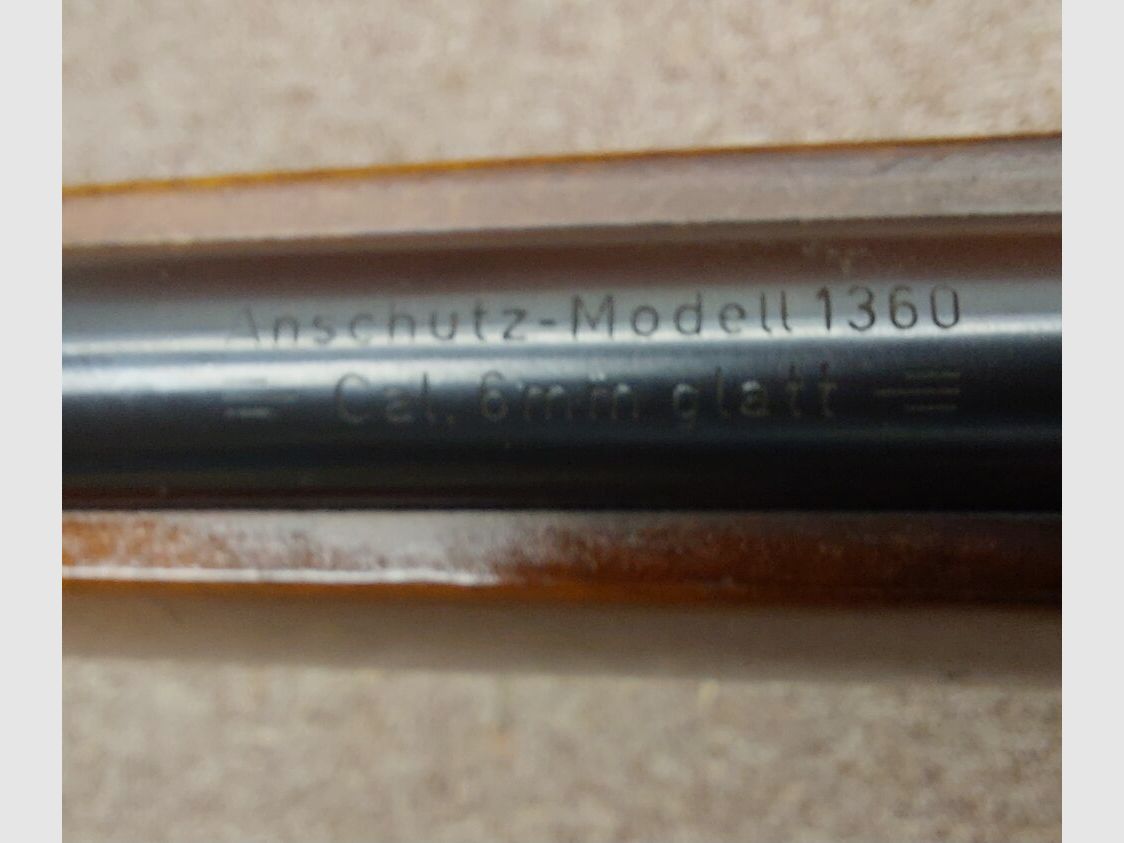 Anschutz-Modell 1360
Cal. 6mm glatt